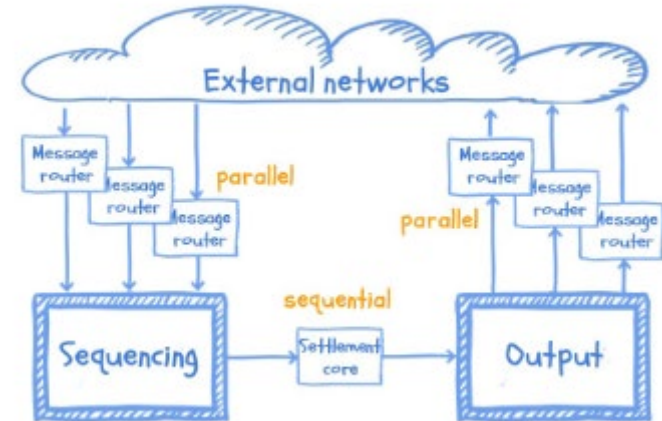 External networks
Message
router
Message
router
Message
router
parallel
Message
router
Message
router
Message
router
parallel
sequential
Sequencing
Settlement
core
Output